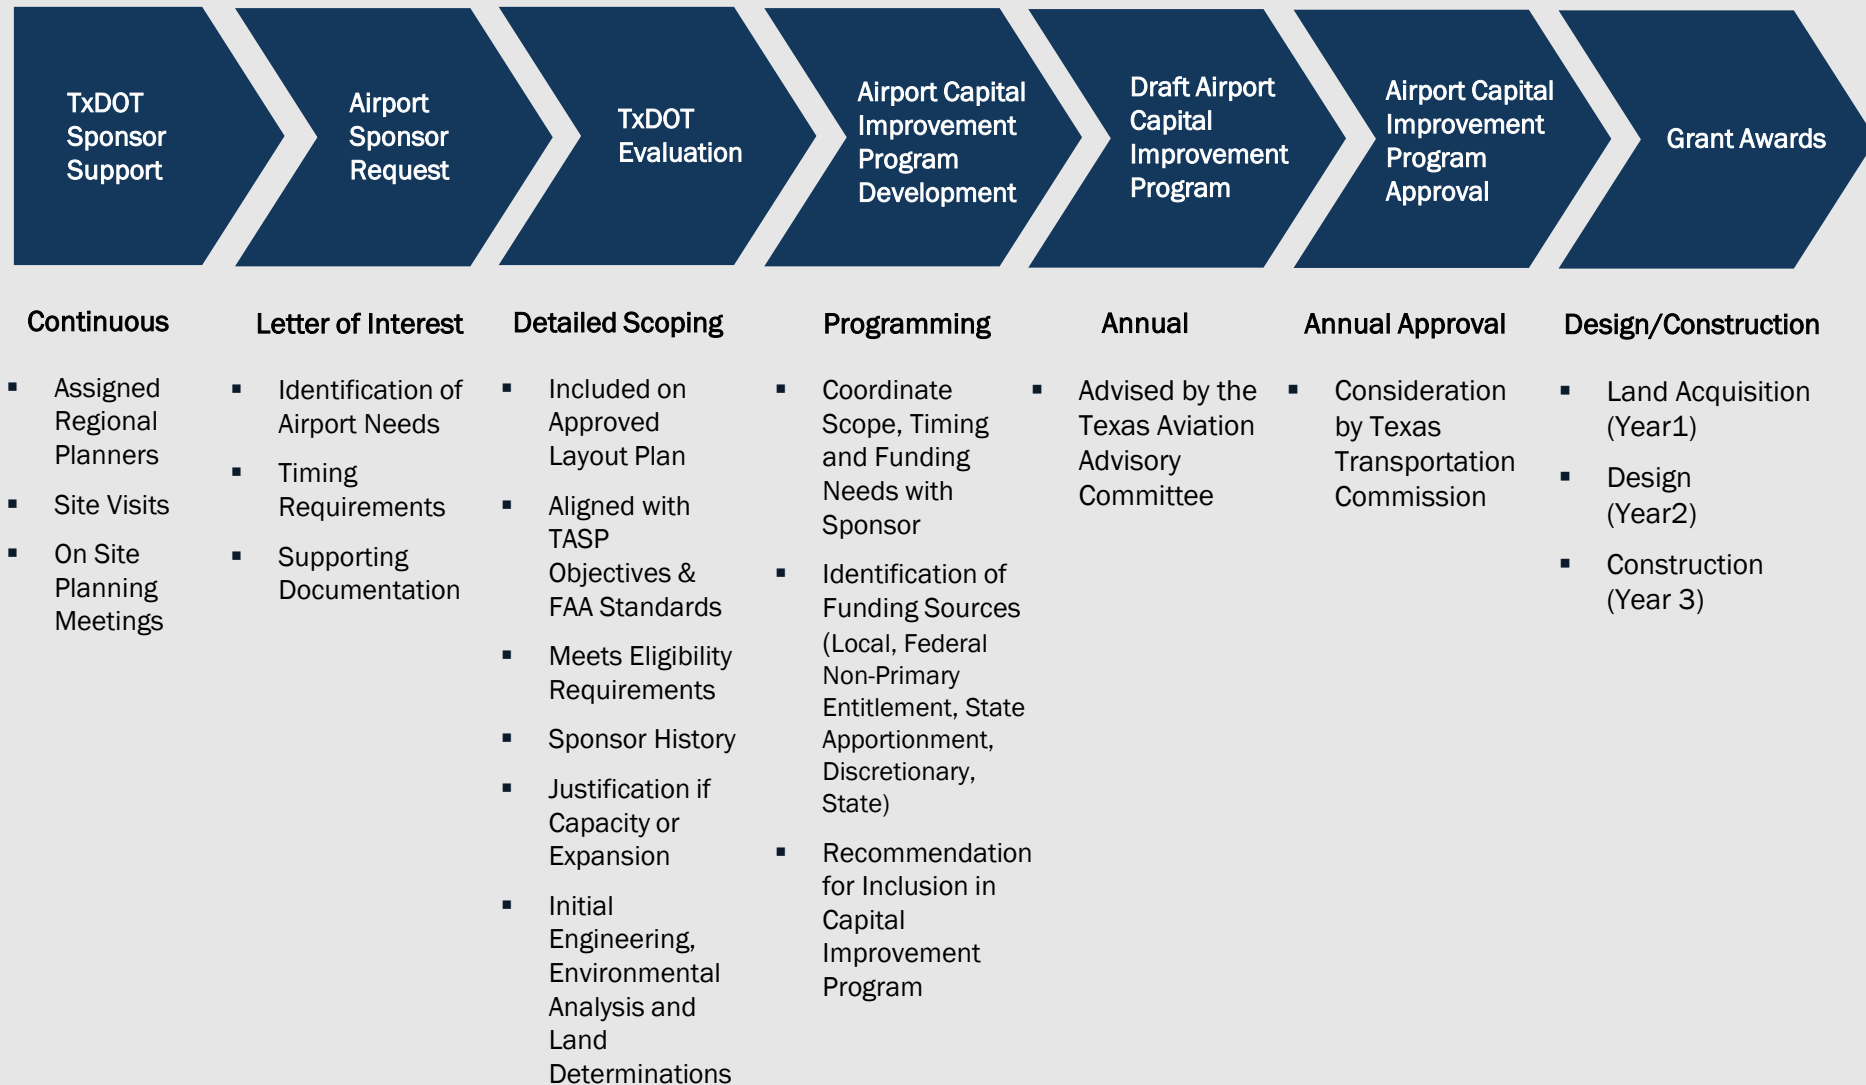 TxDOT
Sponsor
Support
Airport
Sponsor
Request
TxDOT
Evaluation
Airport Capital
Improvement
Program
Development
Draft Airport
Capital
Improvement
Program
Airport Capital
Improvement
Program
Approval
Grant Awards
Continuous
▪ Assigned
Regional
Planners
▪ Site Visits
▪ On Site
Planning
Meetings
Letter of Interest
▪ Identification of
Airport Needs
▪ Timing
Requirements
▪ Supporting
Documentation
Detailed Scoping
▪ Included on
Approved
Layout Plan
▪ Aligned with
TASP
Objectives &
FAA Standards
▪ Meets Eligibility
Requirements
▪ Sponsor History
▪ Justification if
Capacity or
Expansion
▪ Initial
Engineering,
Environmental
Analysis and
Land
Determinations
Programming
▪ Coordinate
Scope, Timing
and Funding
Needs with
Sponsor
▪ Identification of
Funding Sources
(Local, Federal
Non-Primary
Entitlement, State
Apportionment,
Discretionary,
State)
▪ Recommendation
for Inclusion in
Capital
Improvement
Program
Annual
▪ Advised by the
Texas Aviation
Advisory
Committee
Annual Approval
▪ Consideration
by Texas
Transportation
Commission
Design/Construction
▪ Land Acquisition
(Year1)
▪ Design
(Year2)
▪ Construction
(Year 3)